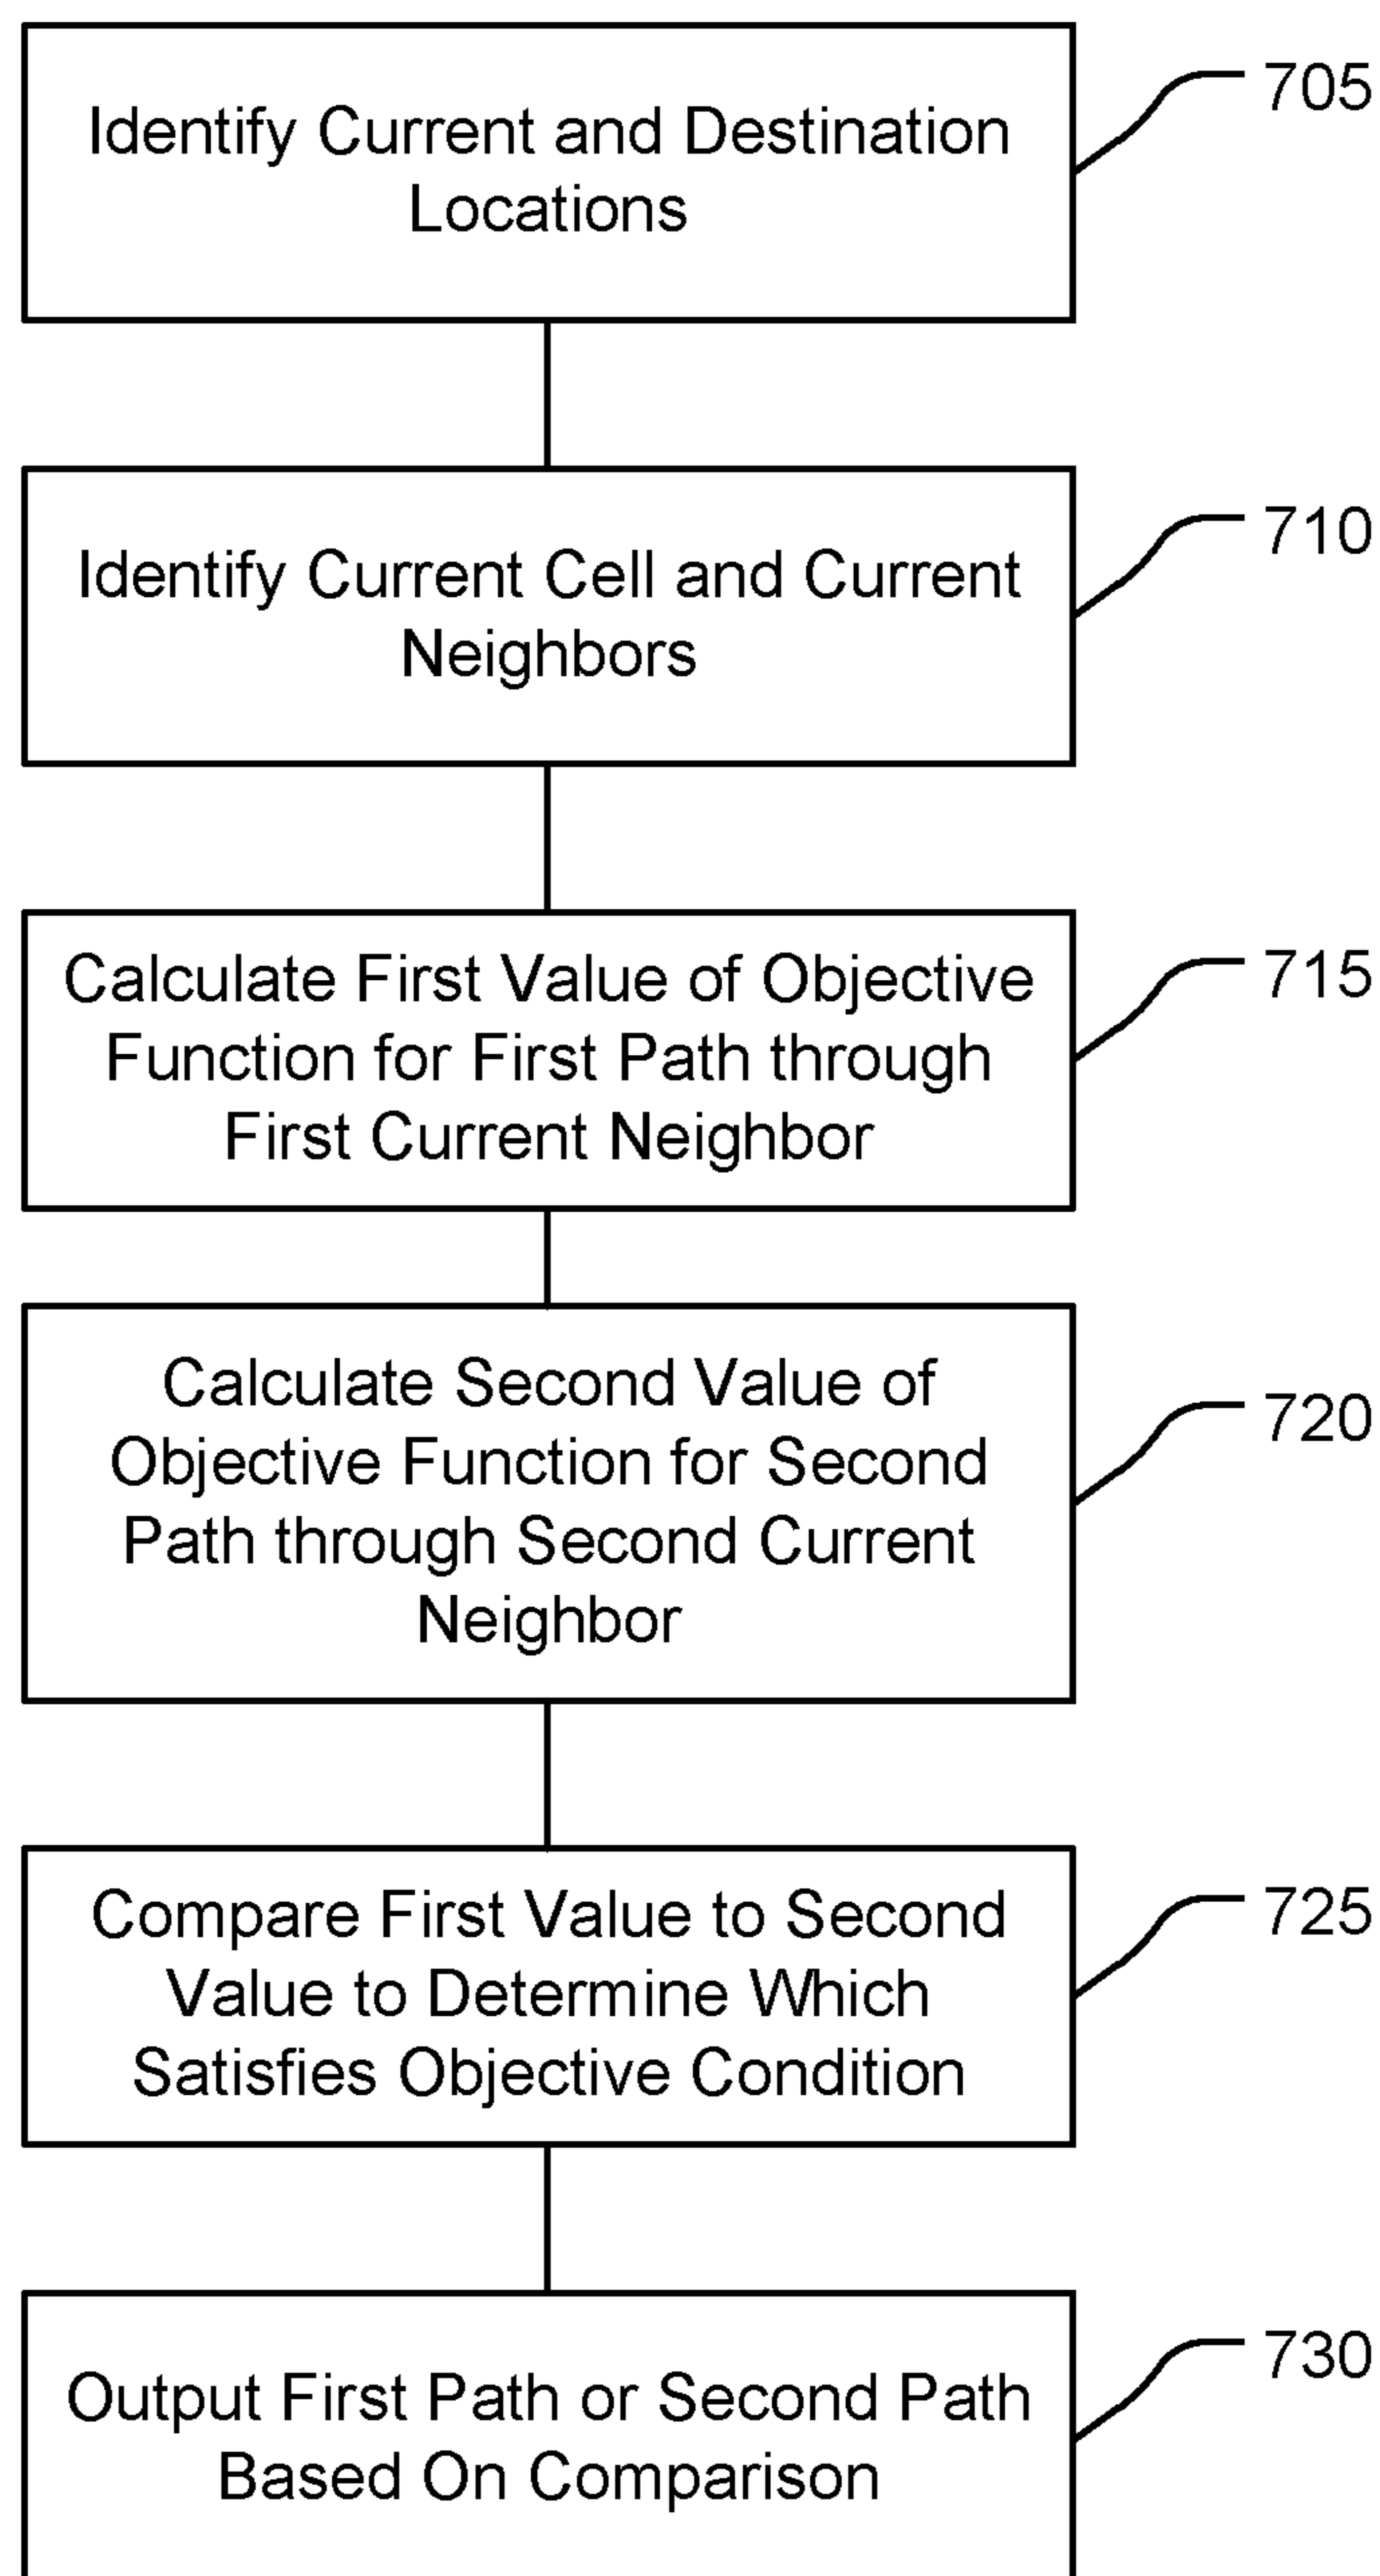 Identify Current and Destination
Locations
705
Identify Current Cell and Current
Neighbors
710
Calculate First Value of Objective
Function for First Path through
First Current Neighbor
715
Calculate Second Value of
Objective Function for Second
Path through Second Current
Neighbor
720
Compare First Value to Second
Value to Determine Which
Satisfies Objective Condition
725
Output First Path or Second Path
Based On Comparison
730